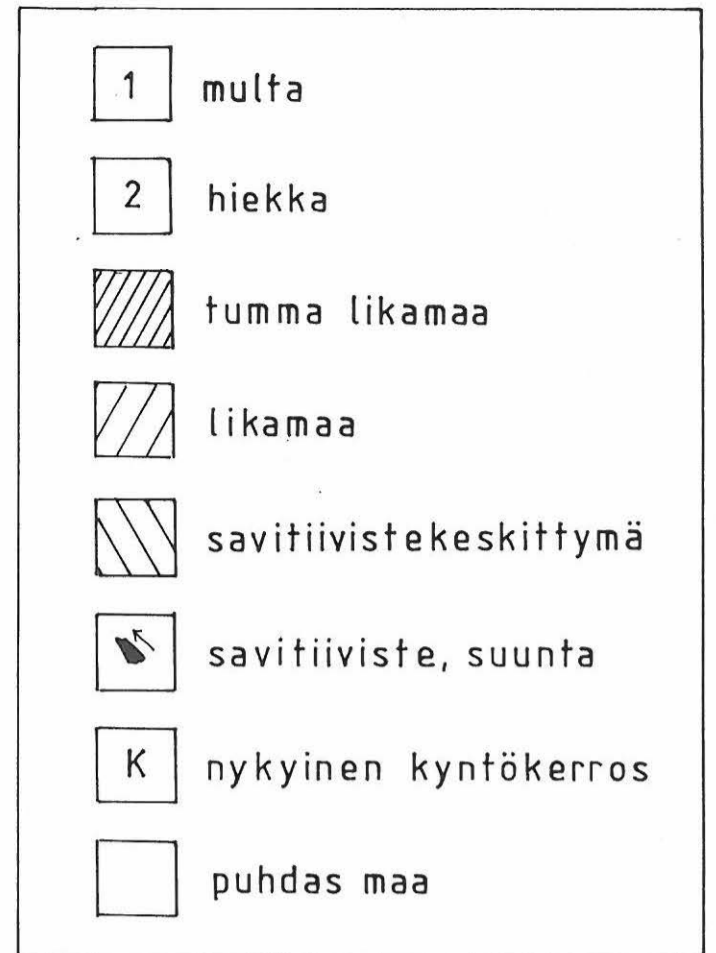 1 multa
2 hiekka
tumma likamaa
likamaa
savitiivistekeskittymä
savitiiviste, suunta
K nykyinen kyntökerros
puhdas maa